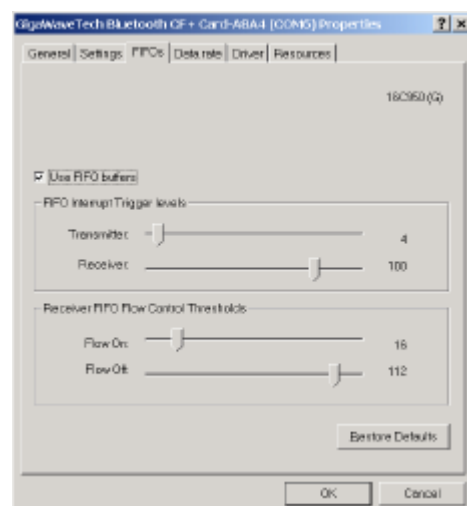 GigaWaveTech Bluetooth CF+ Card-A8A4 (COM5) Properties
General Settings FIFOs Data rate Driver Resources
16C950 (G)
Use FIFO buffers
FIFO Interrupt Trigger levels
Transmitter: 4
Receiver: 100
Receiver FIFO Flow Control Thresholds
Flow On: 16
Flow Off: 112
Restore Defaults
OK Cancel